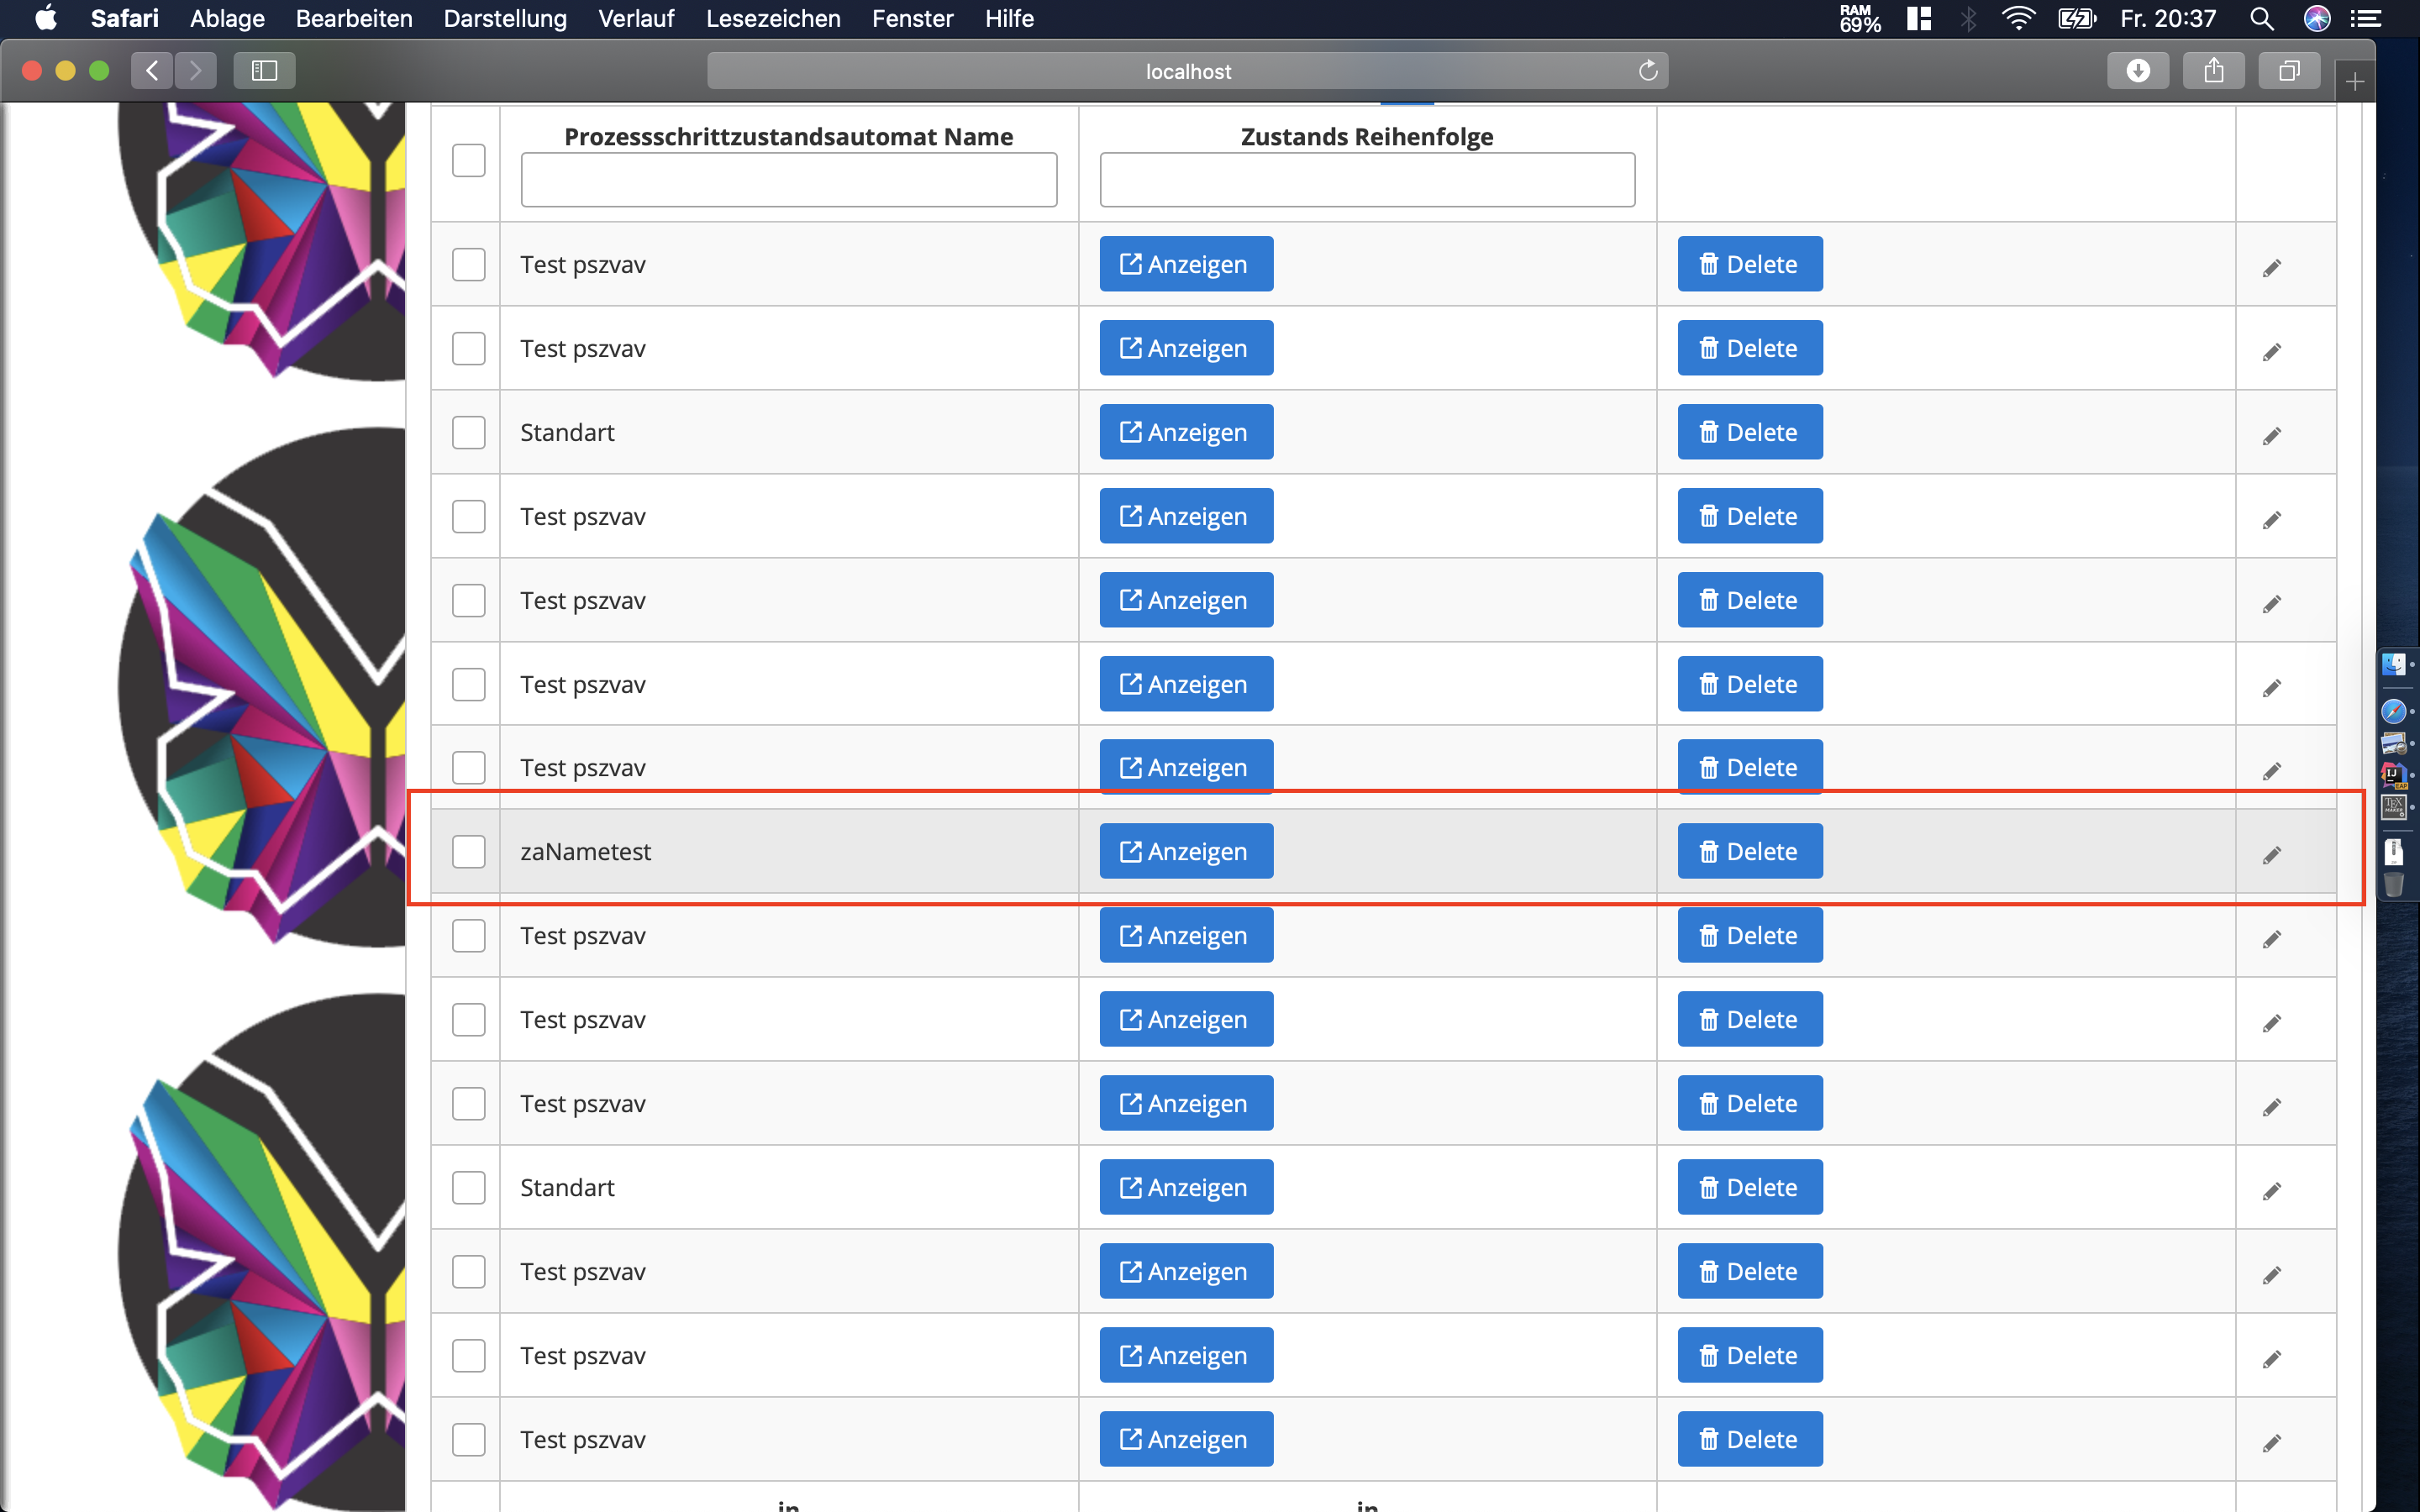 Safari Ablage Bearbeiten Darstellung Verlauf Lesezeichen Fenster Hilfe RAM 69% Fr. 20:37
localhost
Prozessschrittzustandsautomat Name Zustands Reihenfolge
Test pszvav Anzeigen Delete
Test pszvav Anzeigen Delete
Standart Anzeigen Delete
Test pszvav Anzeigen Delete
Test pszvav Anzeigen Delete
Test pszvav Anzeigen Delete
Test pszvav Anzeigen Delete
zaNametest Anzeigen Delete
Test pszvav Anzeigen Delete
Test pszvav Anzeigen Delete
Test pszvav Anzeigen Delete
Standart Anzeigen Delete
Test pszvav Anzeigen Delete
Test pszvav Anzeigen Delete
Test pszvav Anzeigen Delete